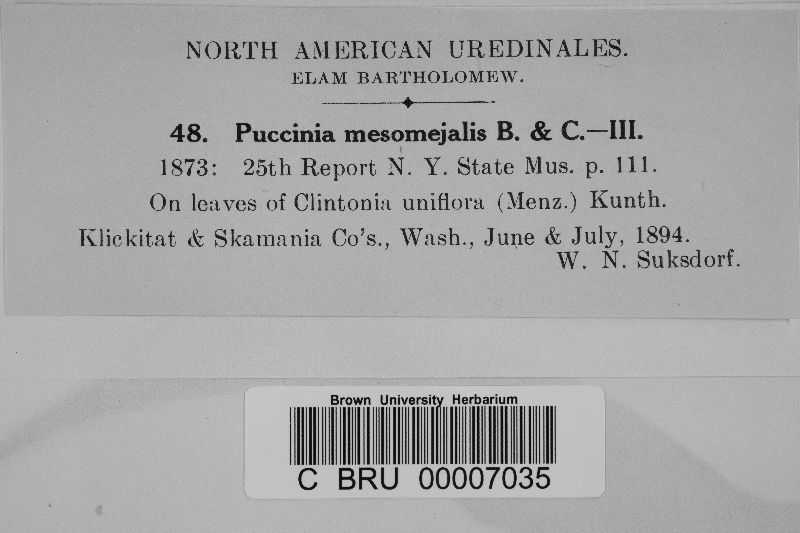 NORTH AMERICAN UREDINALES.
ELAM BARTHOLOMEW.
48. Puccinia mesomejalis B. & C.—III.
1873: 25th Report N. Y. State Mus. p. 111.
On leaves of Clintonia uniflora (Menz.) Kunth.
Klickitat & Skamania Co's., Wash., June & July, 1894.
W. N. Suksdorf.
Brown University Herbarium
C BRU 00007035